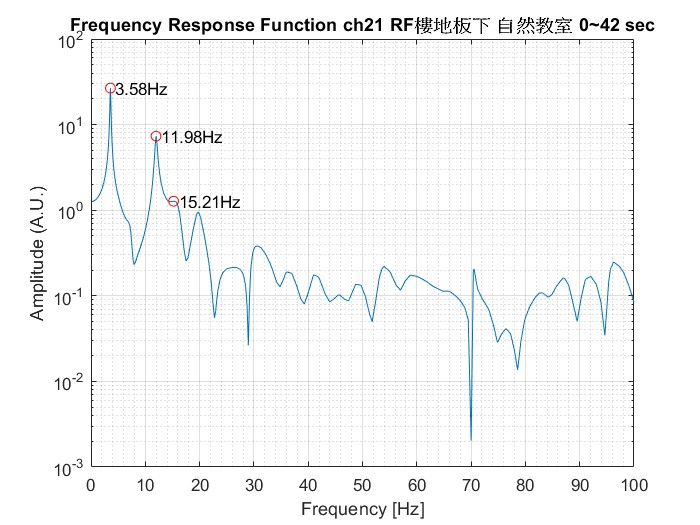 Frequency Response Function ch21 RF樓地板下 自然教室 0~42 sec
10^2
10^1
10^0
10^-1
10^-2
10^-3
Amplitude (A.U.)
3.58Hz
11.98Hz
15.21Hz
0 10 20 30 40 50 60 70 80 90 100
Frequency [Hz]